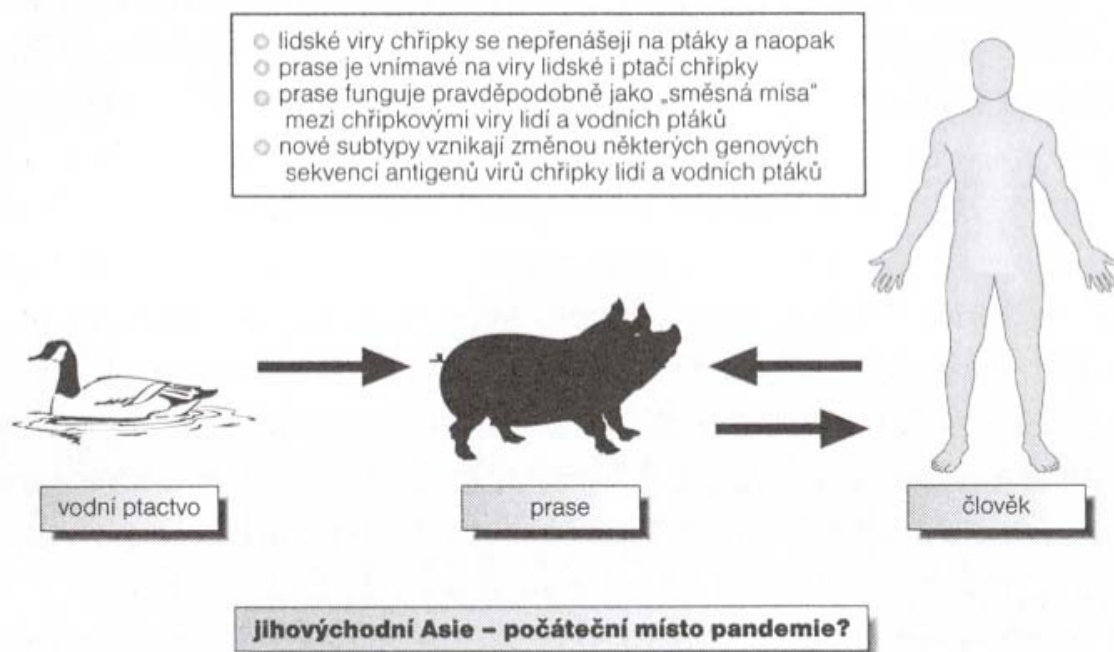 lidské viry chřipky se nepřenášejí na ptáky a naopak
prase je vnímavé na viry lidské i ptačí chřipky
prase funguje pravděpodobně jako „směsná mísa“
mezi chřipkovými viry lidí a vodních ptáků
nové subtypy vznikají změnou některých genových
sekvencí antigenů virů chřipky lidí a vodních ptáků
vodní ptactvo
prase
člověk
jihovýchodní Asie – počáteční místo pandemie?